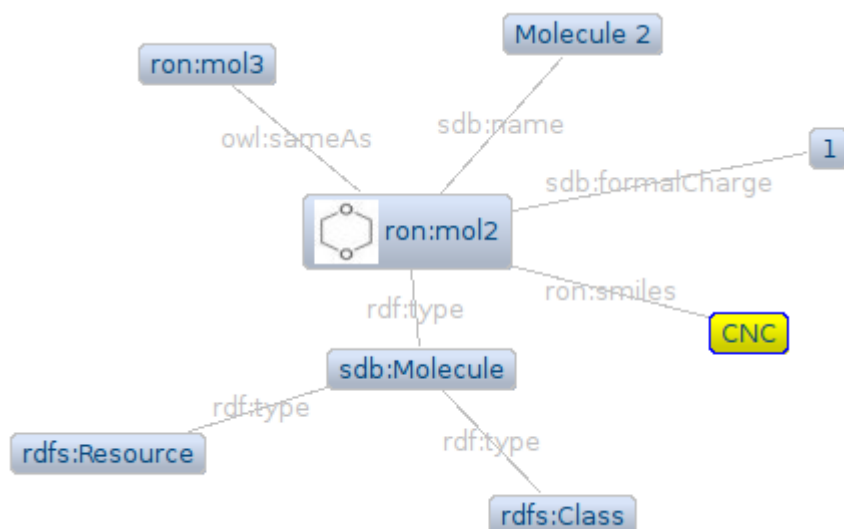 Molecule 2
ron:mol3
owl:sameAs
sdb:name
1
sdb:formalCharge
O
O
ron:mol2
ron:smiles
rdf:type
CNC
sdb:Molecule
rdf:type
rdfs:Resource
rdf:type
rdfs:Class